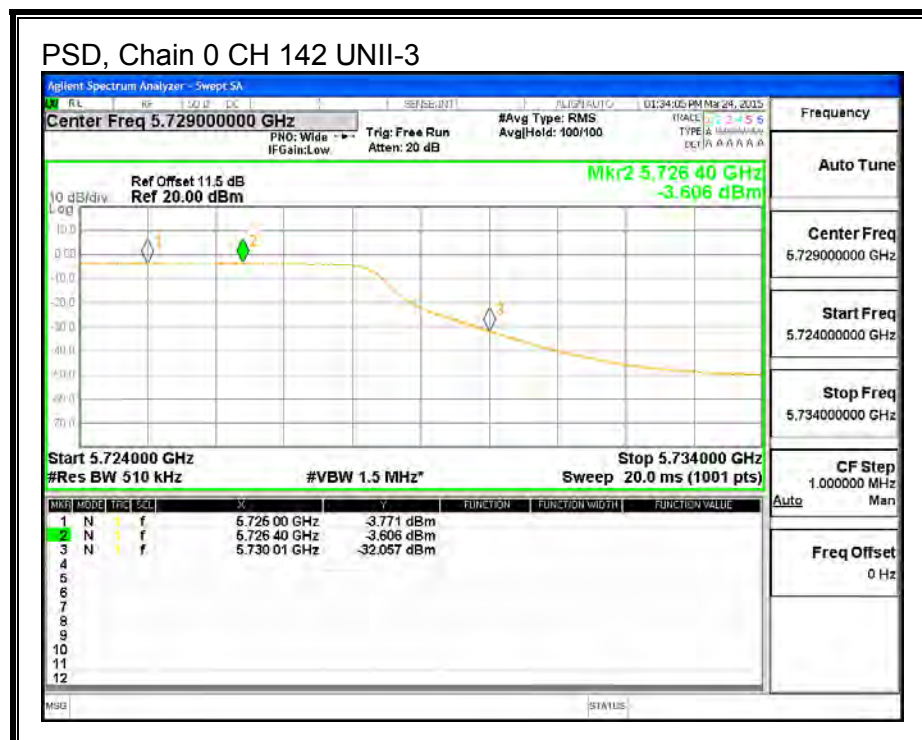 PSD, Chain 0 CH 142 UNII-3
Agilent Spectrum Analyzer - Swept SA
RL RF 50 Ω DC SENSE:INT ALIGN AUTO 01:34:05 PM Mar 24, 2015
Center Freq 5.729000000 GHz
PNO: Wide
IFGain:Low
Trig: Free Run
Atten: 20 dB
#Avg Type: RMS
Avg|Hold: 100/100
TRACE 1 2 3 4 5 6
TYPE A
DET A A A A A A
Mkr2 5.726 40 GHz
-3.606 dBm
Ref Offset 11.5 dB
Ref 20.00 dBm
10 dB/div
Log
10.0
0.00
-10.0
-20.0
-30.0
-40.0
-50.0
-60.0
-70.0
1
2
3
Start 5.724000 GHz
Stop 5.734000 GHz
#Res BW 510 kHz
#VBW 1.5 MHz*
Sweep 20.0 ms (1001 pts)
MKR MODE TRC SCL X Y FUNCTION FUNCTION WIDTH FUNCTION VALUE
1 N 1 f 5.725 00 GHz -3.771 dBm
2 N 1 f 5.726 40 GHz -3.606 dBm
3 N 1 f 5.730 01 GHz -32.057 dBm
4
5
6
7
8
9
10
11
12
MSG
STATUS
Frequency
Auto Tune
Center Freq
5.729000000 GHz
Start Freq
5.724000000 GHz
Stop Freq
5.734000000 GHz
CF Step
1.000000 MHz
Auto Man
Freq Offset
0 Hz